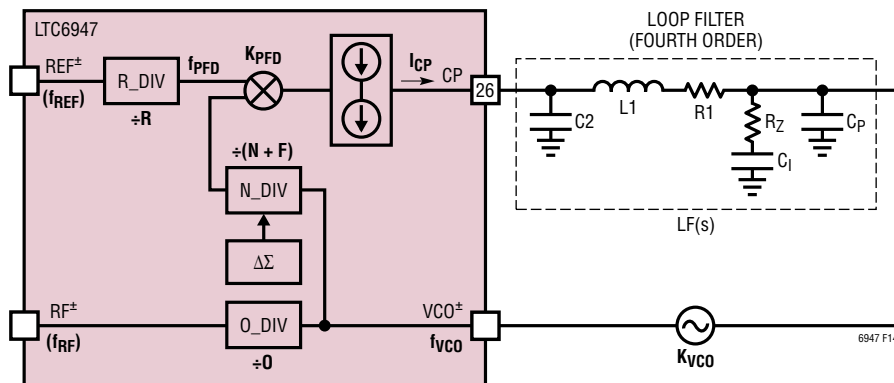 LTC6947
LOOP FILTER
(FOURTH ORDER)
REF±
(fREF)
R_DIV
÷R
fPFD
KPFD
ICP
CP
26
C2
L1
R1
RZ
CI
CP
LF(s)
÷(N + F)
N_DIV
ΔΣ
RF±
(fRF)
O_DIV
÷O
VCO±
fVCO
KVCO
6947 F14